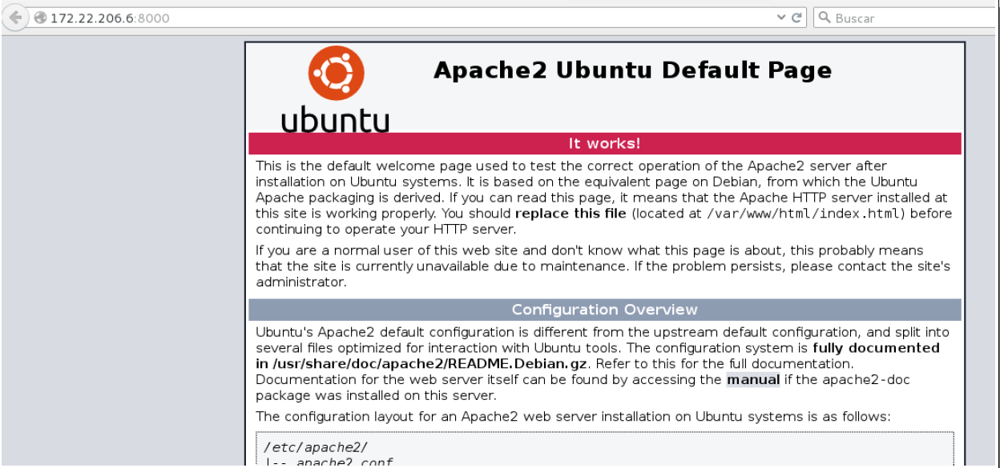 172.22.206.6:8000
Buscar
Apache2 Ubuntu Default Page
ubuntu
It works!
This is the default welcome page used to test the correct operation of the Apache2 server after
installation on Ubuntu systems. It is based on the equivalent page on Debian, from which the Ubuntu
Apache packaging is derived. If you can read this page, it means that the Apache HTTP server installed at
this site is working properly. You should replace this file (located at /var/www/html/index.html) before
continuing to operate your HTTP server.
If you are a normal user of this web site and don't know what this page is about, this probably means
that the site is currently unavailable due to maintenance. If the problem persists, please contact the site's
administrator.
Configuration Overview
Ubuntu's Apache2 default configuration is different from the upstream default configuration, and split into
several files optimized for interaction with Ubuntu tools. The configuration system is fully documented
in /usr/share/doc/apache2/README.Debian.gz. Refer to this for the full documentation.
Documentation for the web server itself can be found by accessing the manual if the apache2-doc
package was installed on this server.
The configuration layout for an Apache2 web server installation on Ubuntu systems is as follows:
/etc/apache2/
|-- apache2.conf